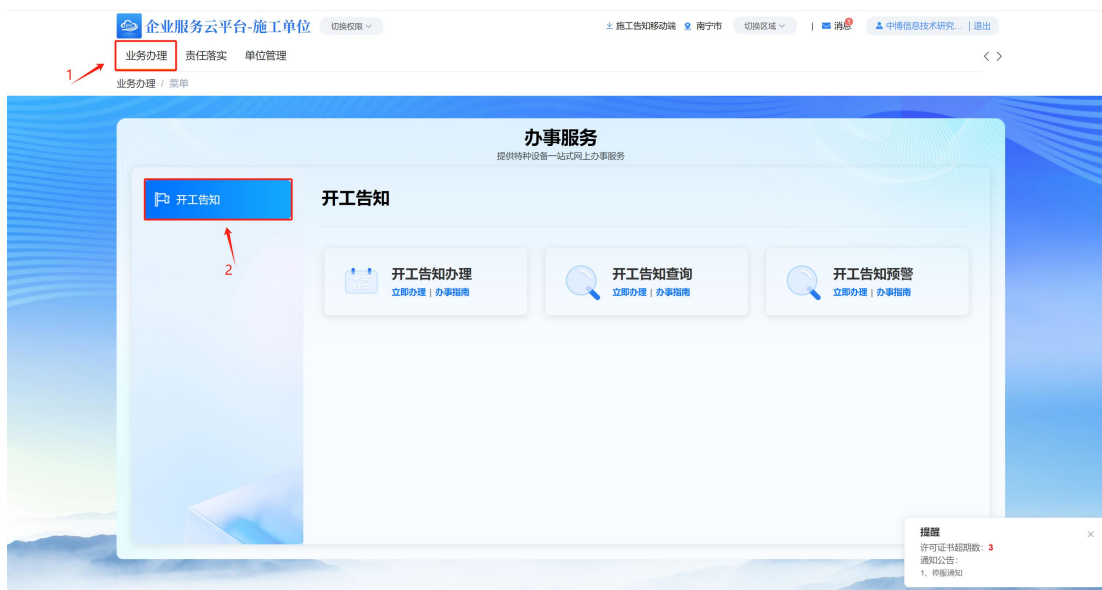 企业服务云平台-施工单位 切换权限 施工告知移动端 南宁市 切换区域 | 消息 中博信息技术研究... | 退出
业务办理 责任落实 单位管理
1
业务办理 / 菜单
办事服务
提供特种设备一站式网上办事服务
开工告知
开工告知
2
开工告知办理 开工告知查询 开工告知预警
立即办理 | 办事指南 立即办理 | 办事指南 立即办理 | 办事指南
提醒
许可证书超期数: 3
通知公告:
1、停服通知